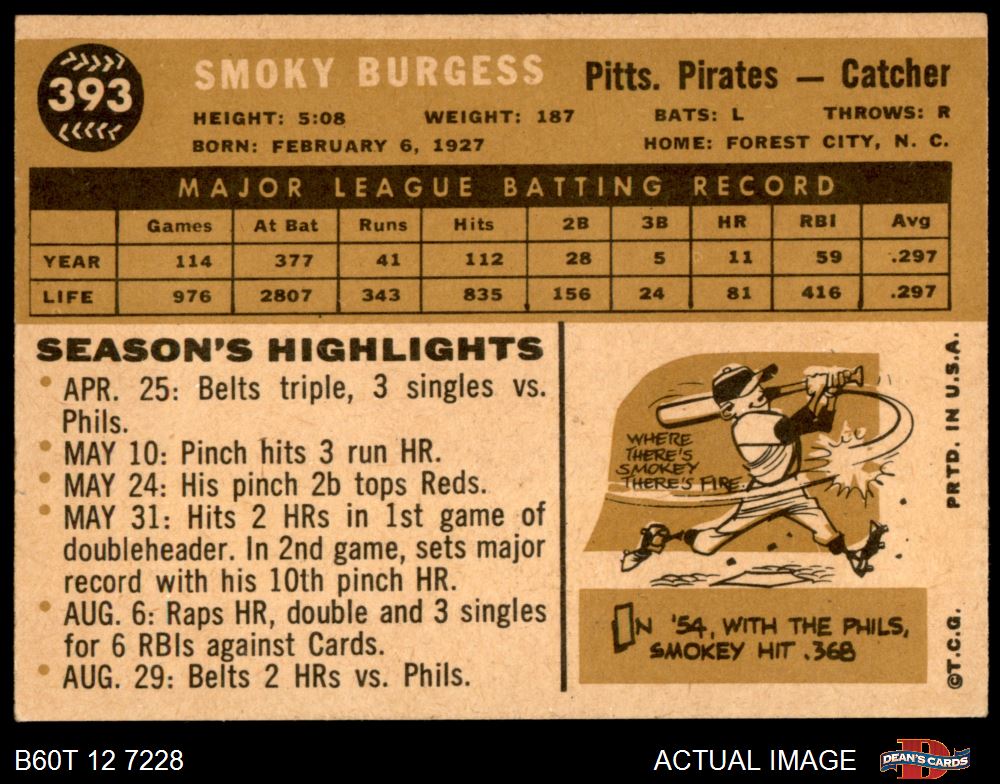 393
SMOKY BURGESS
Pitts. Pirates — Catcher
HEIGHT: 5:08 WEIGHT: 187 BATS: L THROWS: R
BORN: FEBRUARY 6, 1927 HOME: FOREST CITY, N. C.
MAJOR LEAGUE BATTING RECORD
Games At Bat Runs Hits 2B 3B HR RBI Avg
YEAR 114 377 41 112 28 5 11 59 .297
LIFE 976 2807 343 835 156 24 81 416 .297
SEASON'S HIGHLIGHTS
• APR. 25: Belts triple, 3 singles vs.
Phils.
• MAY 10: Pinch hits 3 run HR.
• MAY 24: His pinch 2b tops Reds.
• MAY 31: Hits 2 HRs in 1st game of
doubleheader. In 2nd game, sets major
record with his 10th pinch HR.
• AUG. 6: Raps HR, double and 3 singles
for 6 RBIs against Cards.
• AUG. 29: Belts 2 HRs vs. Phils.
WHERE
THERE'S
SMOKEY
THERE'S FIRE.
IN '54, WITH THE PHILS,
SMOKEY HIT .368
©T.C.G. PRTD. IN U.S.A.
B60T 12 7228
ACTUAL IMAGE
D
DEAN'S CARDS